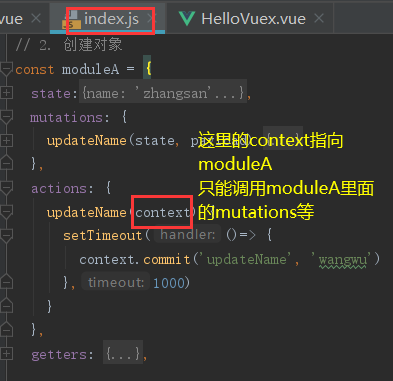 vue index.js HelloVuex.vue
// 2. 创建对象
const moduleA = {
state:{name: 'zhangsan'...},
mutations: {
updateName(state,
},
这里的context指向
moduleA
只能调用moduleA里面
的mutations等
actions: {
updateName(context)
setTimeout( handler: ()=> {
context.commit('updateName', 'wangwu')
}, timeout: 1000)
}
},
getters: {...},